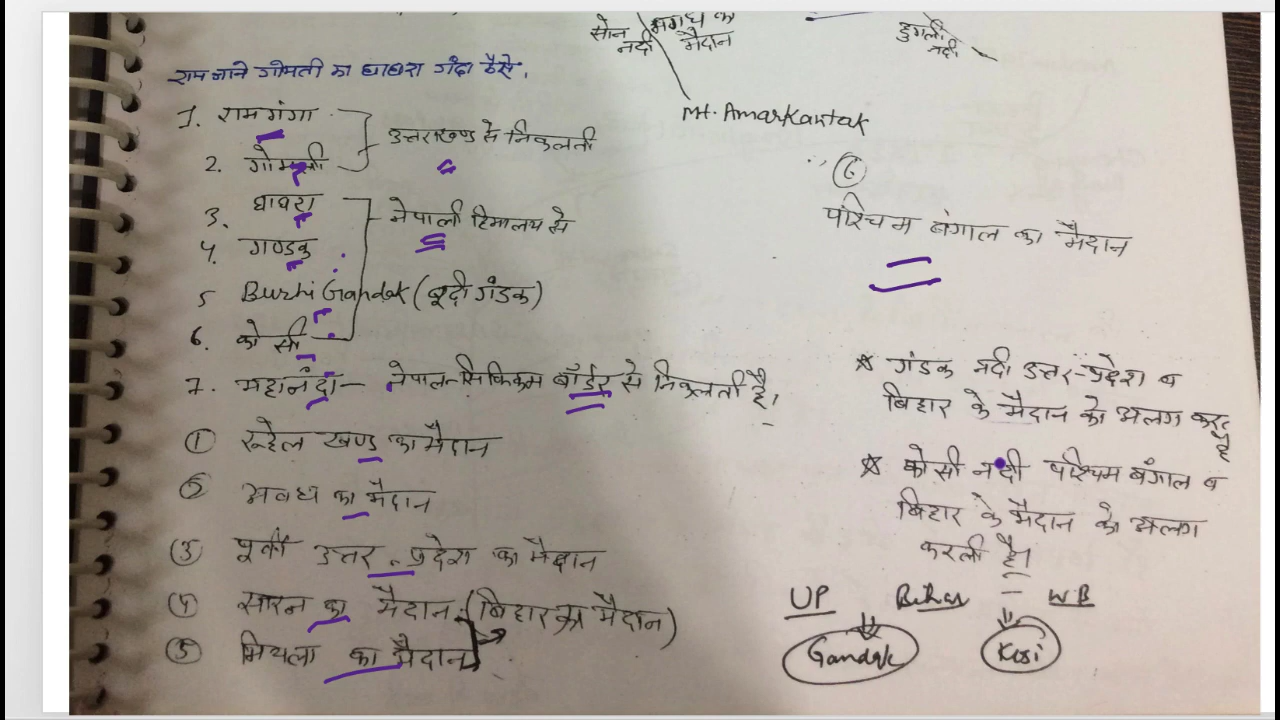 सोन नदी
मगध का मैदान
हुगली नदी
Mt. Amarkantak
राम जाने गोमती का घाघरा गंदा कैसे,
1. रामगंगा
2. गोमती
उत्तराखण्ड से निकलती
3. घाघरा
4. गण्डक
5 Burhi Gandak (बूढ़ी गंडक)
6. कोसी
नेपाली हिमालय से
7. महानंदा - नेपाल-सिक्किम बॉर्डर से निकलती है।
① रूहेल खण्ड का मैदान
② अवध का मैदान
③ पूर्वी उत्तर-प्रदेश का मैदान
④ सारन का मैदान (बिहार का मैदान)
⑤ मिथला का मैदान
⑥
पश्चिम बंगाल का मैदान
☆ गंडक नदी उत्तर-प्रदेश व
बिहार के मैदान को अलग करत है
☆ कोसी नदी पश्चिम बंगाल व
बिहार के मैदान को अलग
करती है।
UP Bihar WB
Gandak Kosi